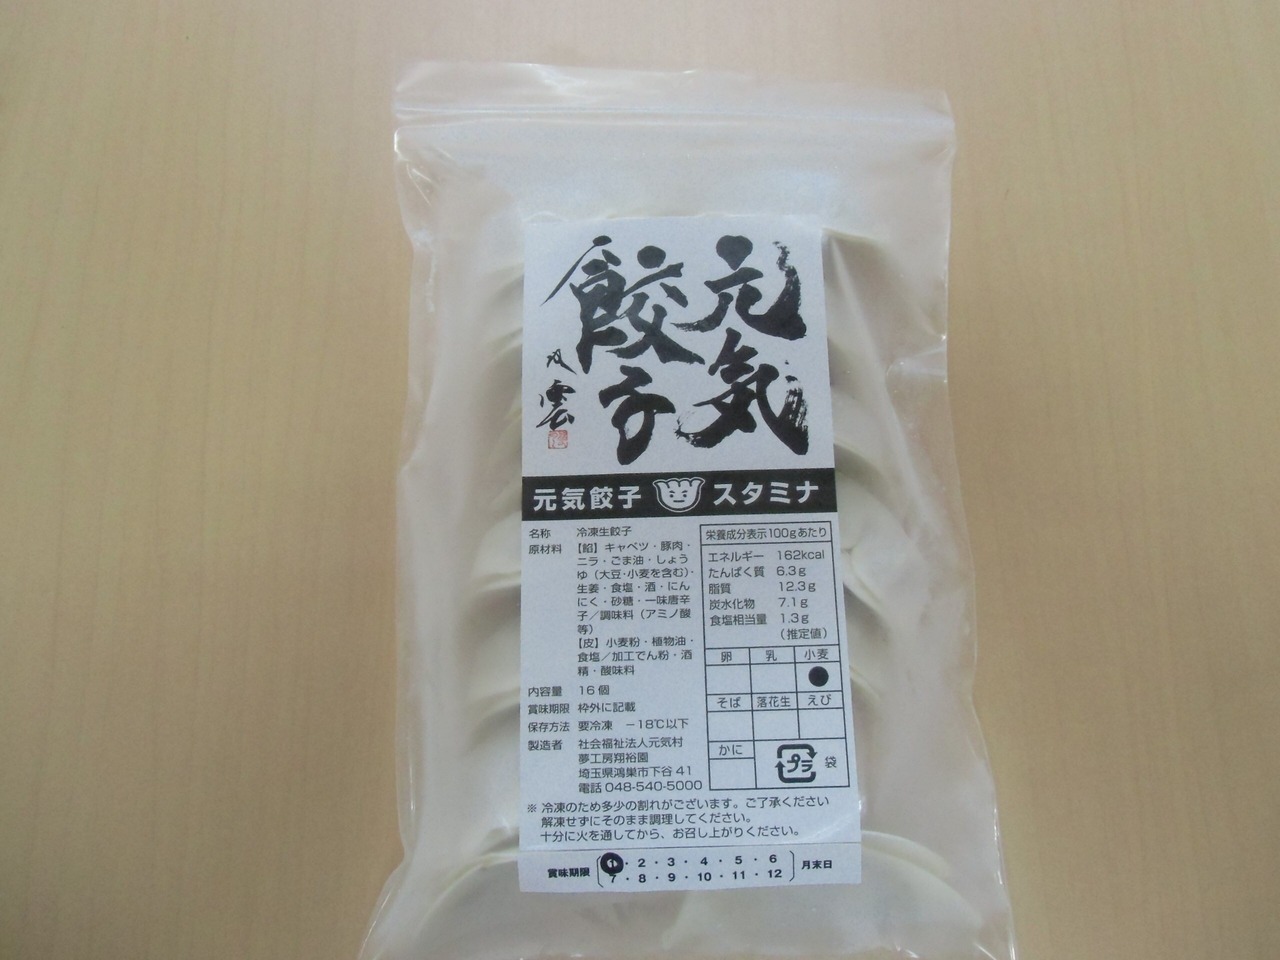 元気
餃子
雲
元気餃子 スタミナ
名称 冷凍生餃子
原材料 【餡】キャベツ・豚肉・
ニラ・ごま油・しょう
ゆ（大豆・小麦を含む）・
生姜・食塩・酒・にん
にく・砂糖・一味唐辛
子／調味料（アミノ酸
等）
【皮】小麦粉・植物油・
食塩／加工でん粉・酒
精・酸味料
内容量 16個
賞味期限 枠外に記載
保存方法 要冷凍 －18℃以下
製造者 社会福祉法人元気村
夢工房翔裕園
埼玉県鴻巣市下谷41
電話 048-540-5000
栄養成分表示100gあたり
エネルギー 162kcal
たんぱく質 6.3g
脂質 12.3g
炭水化物 7.1g
食塩相当量 1.3g
（推定値）
卵 乳 小麦
●
そば 落花生 えび
かに
プラ 袋
※ 冷凍のため多少の割れがございます。ご了承ください
解凍せずにそのまま調理してください。
十分に火を通してから、お召し上がりください。
賞味期限 1・2・3・4・5・6
7・8・9・10・11・12 月末日